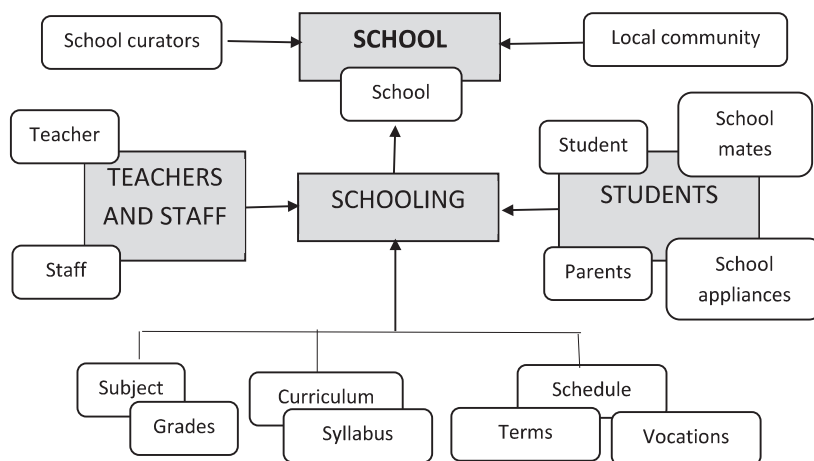 School curators
SCHOOL
Local community
School
Teacher
Student
School
mates
TEACHERS
AND STAFF
SCHOOLING
STUDENTS
Staff
Parents
School
appliances
Subject
Grades
Curriculum
Syllabus
Schedule
Terms
Vocations